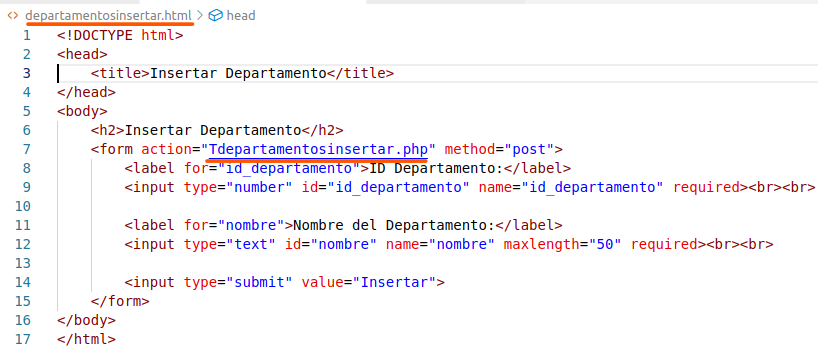 departamentosinsertar.html > head
1 <!DOCTYPE html>
2 <head>
3 <title>Insertar Departamento</title>
4 </head>
5 <body>
6 <h2>Insertar Departamento</h2>
7 <form action="Tdepartamentosinsertar.php" method="post">
8 <label for="id_departamento">ID Departamento:</label>
9 <input type="number" id="id_departamento" name="id_departamento" required><br><br>
10
11 <label for="nombre">Nombre del Departamento:</label>
12 <input type="text" id="nombre" name="nombre" maxlength="50" required><br><br>
13
14 <input type="submit" value="Insertar">
15 </form>
16 </body>
17 </html>